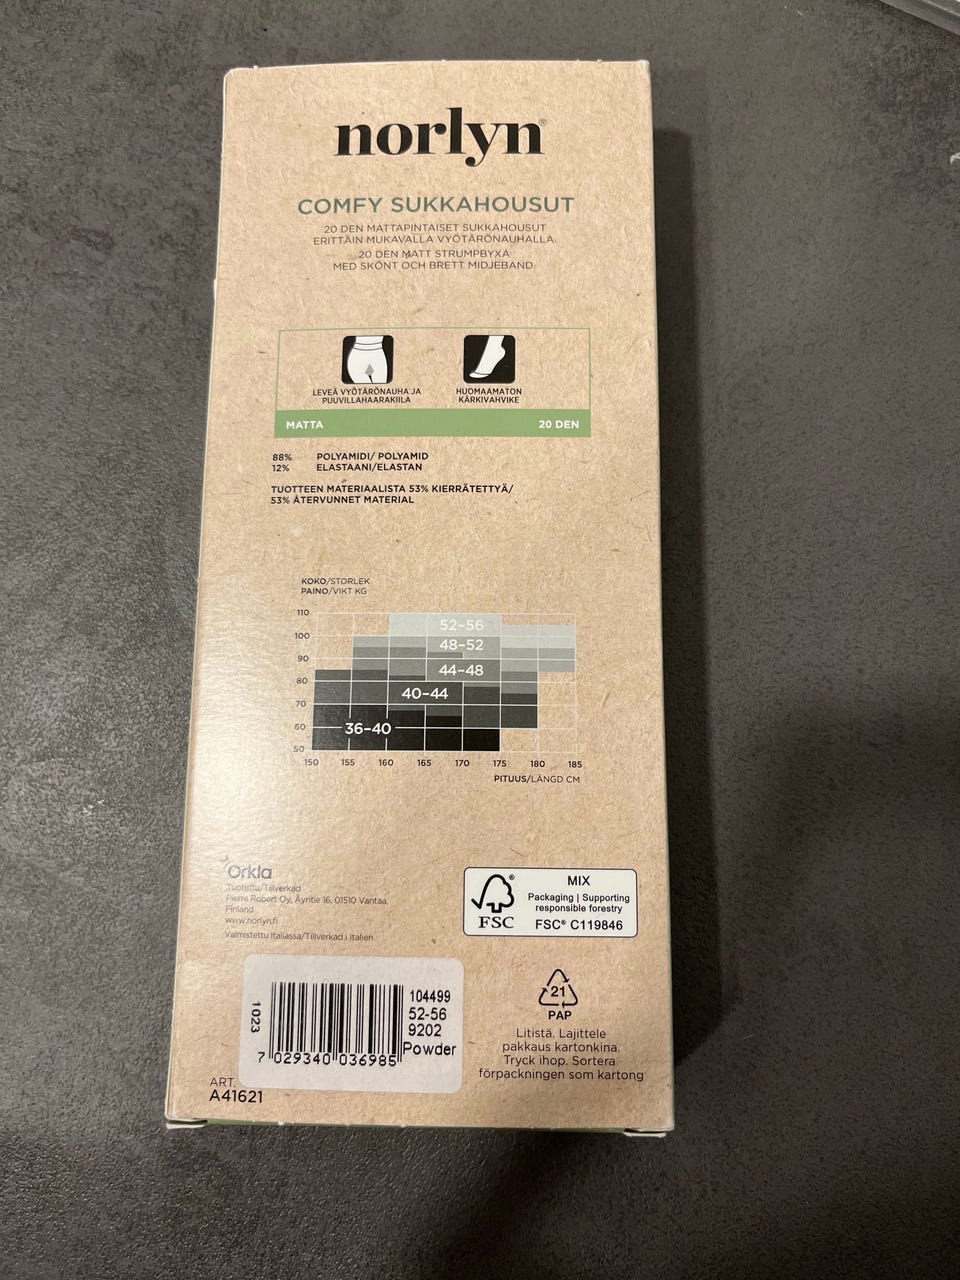 norlyn®
COMFY SUKKAHOUSUT
20 DEN MATTAPINTAISET SUKKAHOUSUT
ERITTÄIN MUKAVALLA VYÖTÄRÖNAUHALLA.
20 DEN MATT STRUMPBYXA
MED SKÖNT OCH BRETT MIDJEBAND.
LEVEÄ VYÖTÄRÖNAUHA JA
PUUVILLAHAARAKIILA
HUOMAAMATON
KÄRKIVAHVIKE
MATTA 20 DEN
88% POLYAMIDI/ POLYAMID
12% ELASTAANI/ELASTAN
TUOTTEEN MATERIAALISTA 53% KIERRÄTETTYÄ/
53% ÅTERVUNNET MATERIAL
KOKO/STORLEK
PAINO/VIKT KG
110
100
90
80
70
60
50
52–56
48–52
44–48
40–44
36–40
150 155 160 165 170 175 180 185
PITUUS/LÄNGD CM
Orkla
Tuotettu/Tillverkad
Pierre Robert Oy, Äyritie 16, 01510 Vantaa,
Finland
www.norlyn.fi
Valmistettu Italiassa/Tillverkad i Italien
FSC®
MIX
Packaging | Supporting
responsible forestry
FSC® C119846
1023
104499
52-56
9202
Powder
7 029340 036985
ART.
A41621
21
PAP
Litistä. Lajittele
pakkaus kartonkina.
Tryck ihop. Sortera
förpackningen som kartong